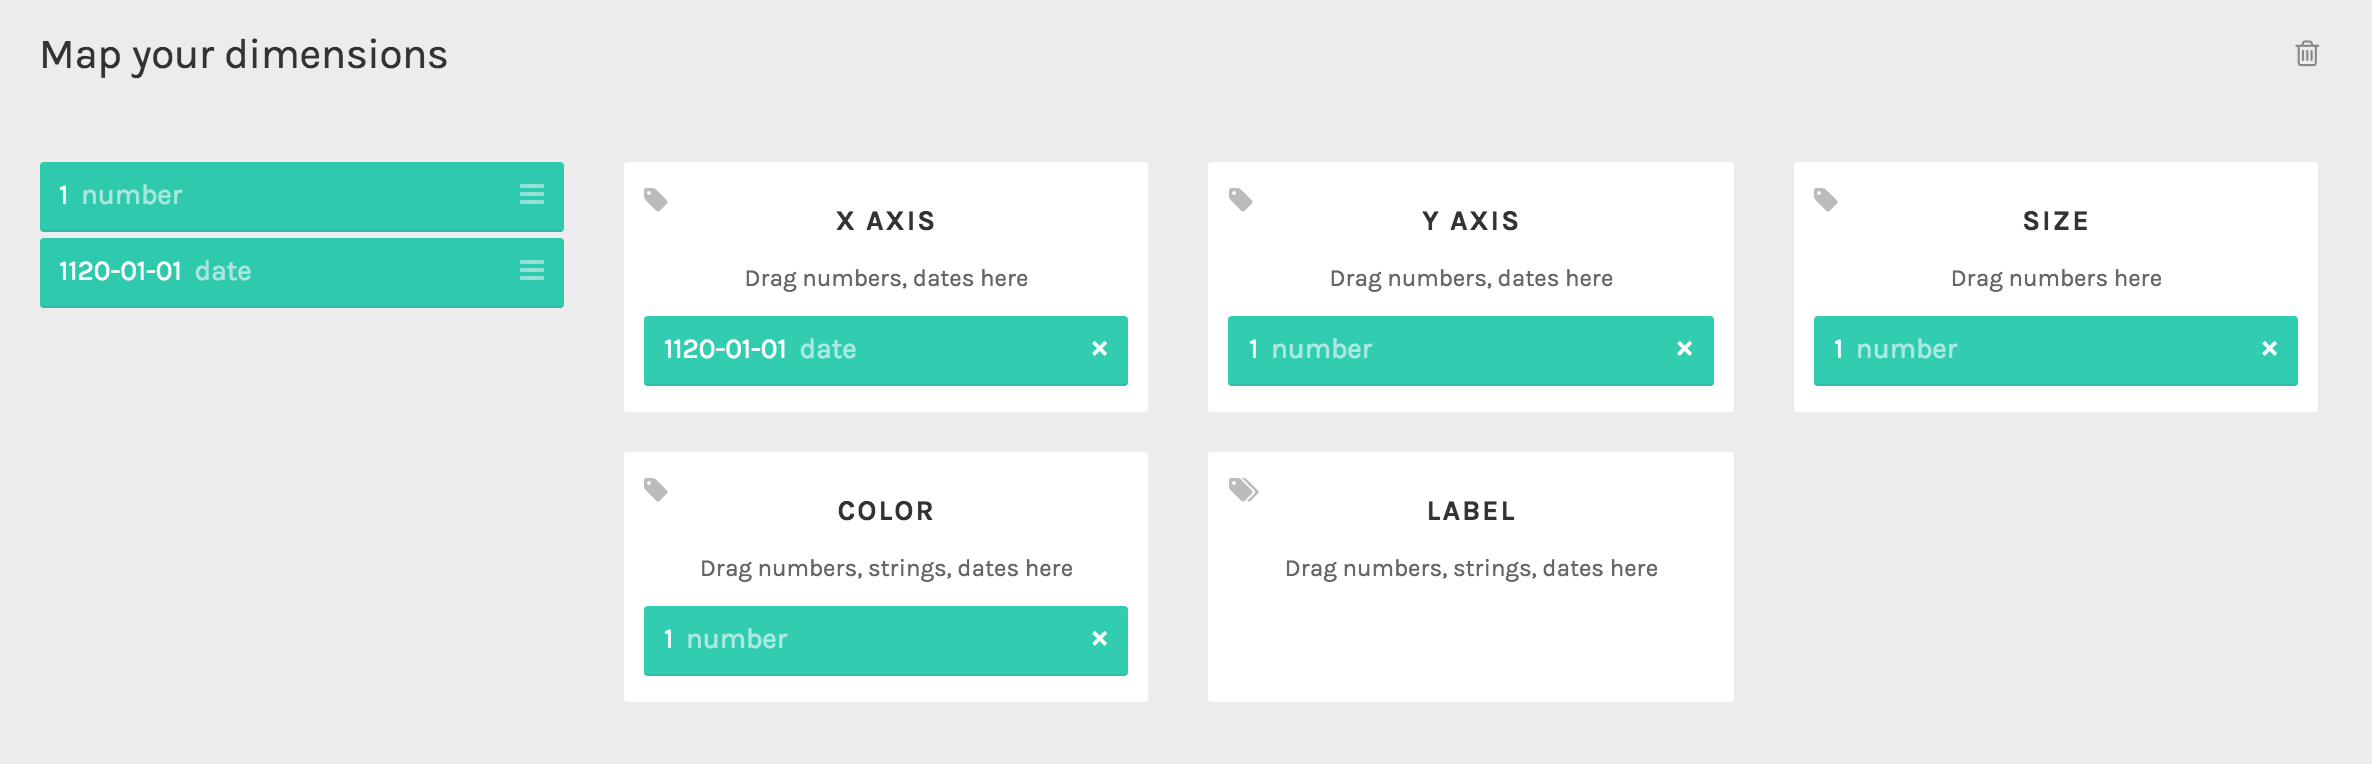 Map your dimensions
1 number
1120-01-01 date
X AXIS
Drag numbers, dates here
1120-01-01 date
Y AXIS
Drag numbers, dates here
1 number
SIZE
Drag numbers here
1 number
COLOR
Drag numbers, strings, dates here
1 number
LABEL
Drag numbers, strings, dates here